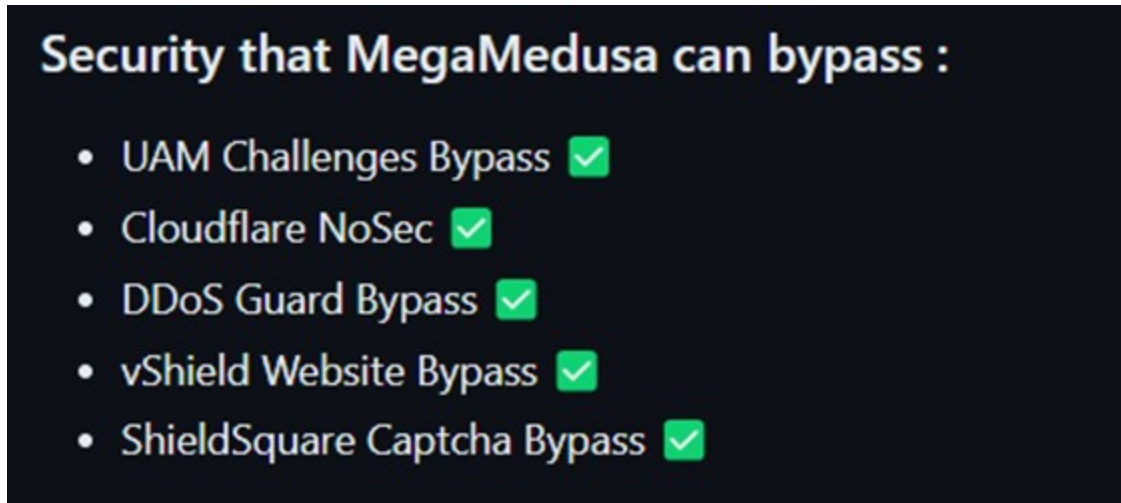 Security that MegaMedusa can bypass :
• UAM Challenges Bypass ✅
• Cloudflare NoSec ✅
• DDoS Guard Bypass ✅
• vShield Website Bypass ✅
• ShieldSquare Captcha Bypass ✅